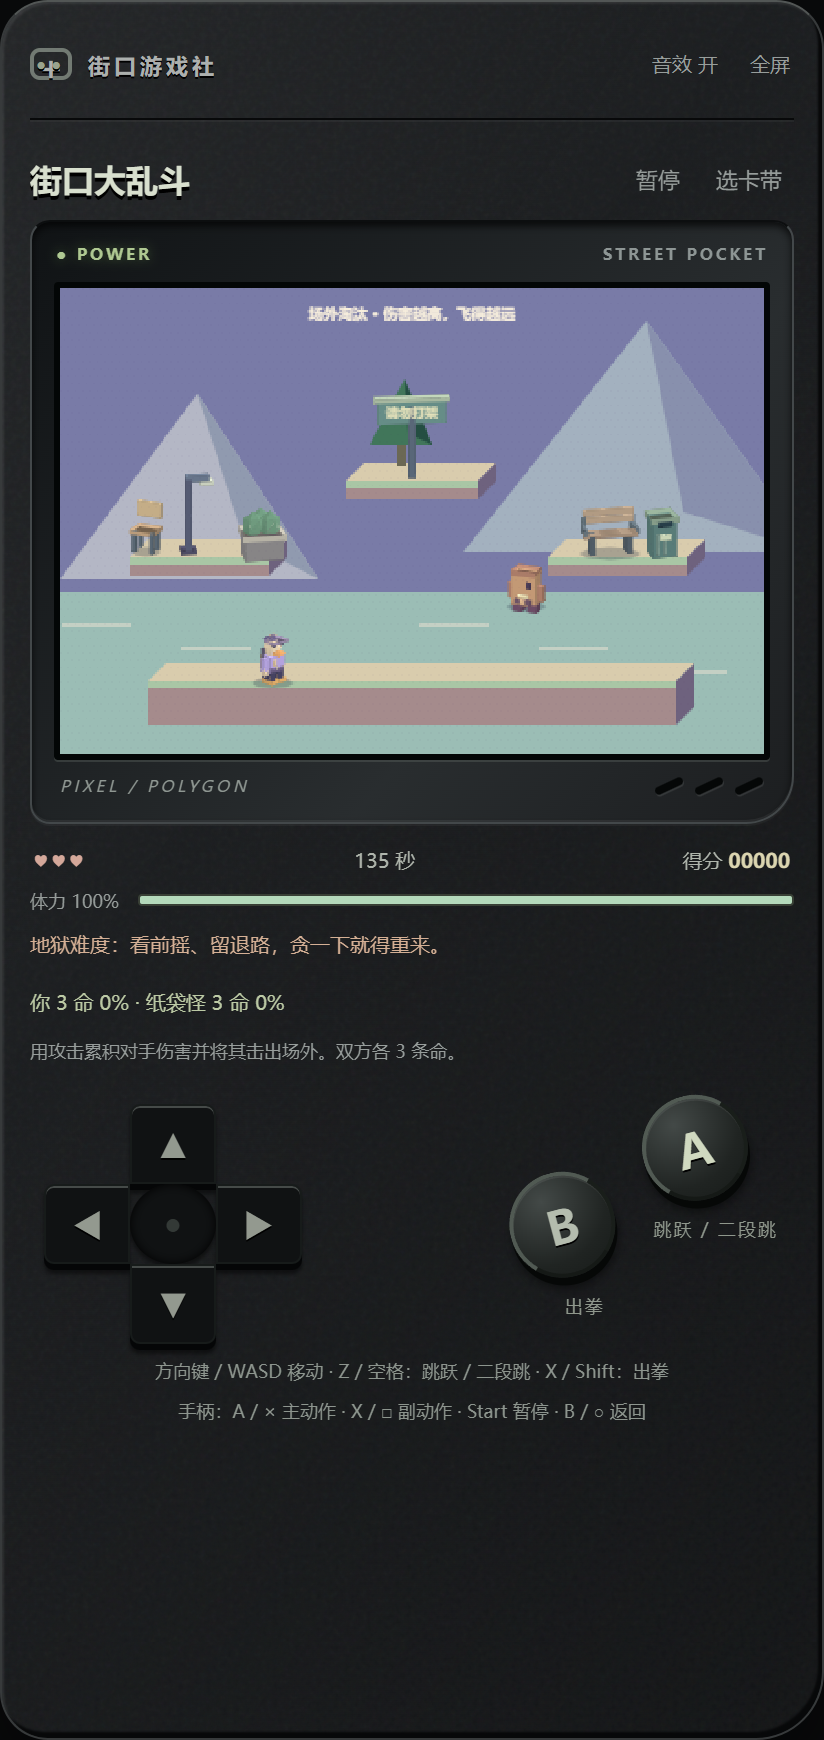 街口游戏社
音效 开 全屏
街口大乱斗
暂停 选卡带
• POWER
STREET POCKET
场外淘汰·伤害越高，飞得越远
请勿打架
PIXEL / POLYGON
♥♥♥ 135 秒 得分 00000
体力 100%
地狱难度：看前摇、留退路，贪一下就得重来。
你 3 命 0% · 纸袋怪 3 命 0%
用攻击累积对手伤害并将其击出场外。双方各 3 条命。
▲
◀ ▶
▼
A
跳跃 / 二段跳
B
出拳
方向键 / WASD 移动 · Z / 空格：跳跃 / 二段跳 · X / Shift：出拳
手柄：A / × 主动作 · X / □ 副动作 · Start 暂停 · B / ○ 返回